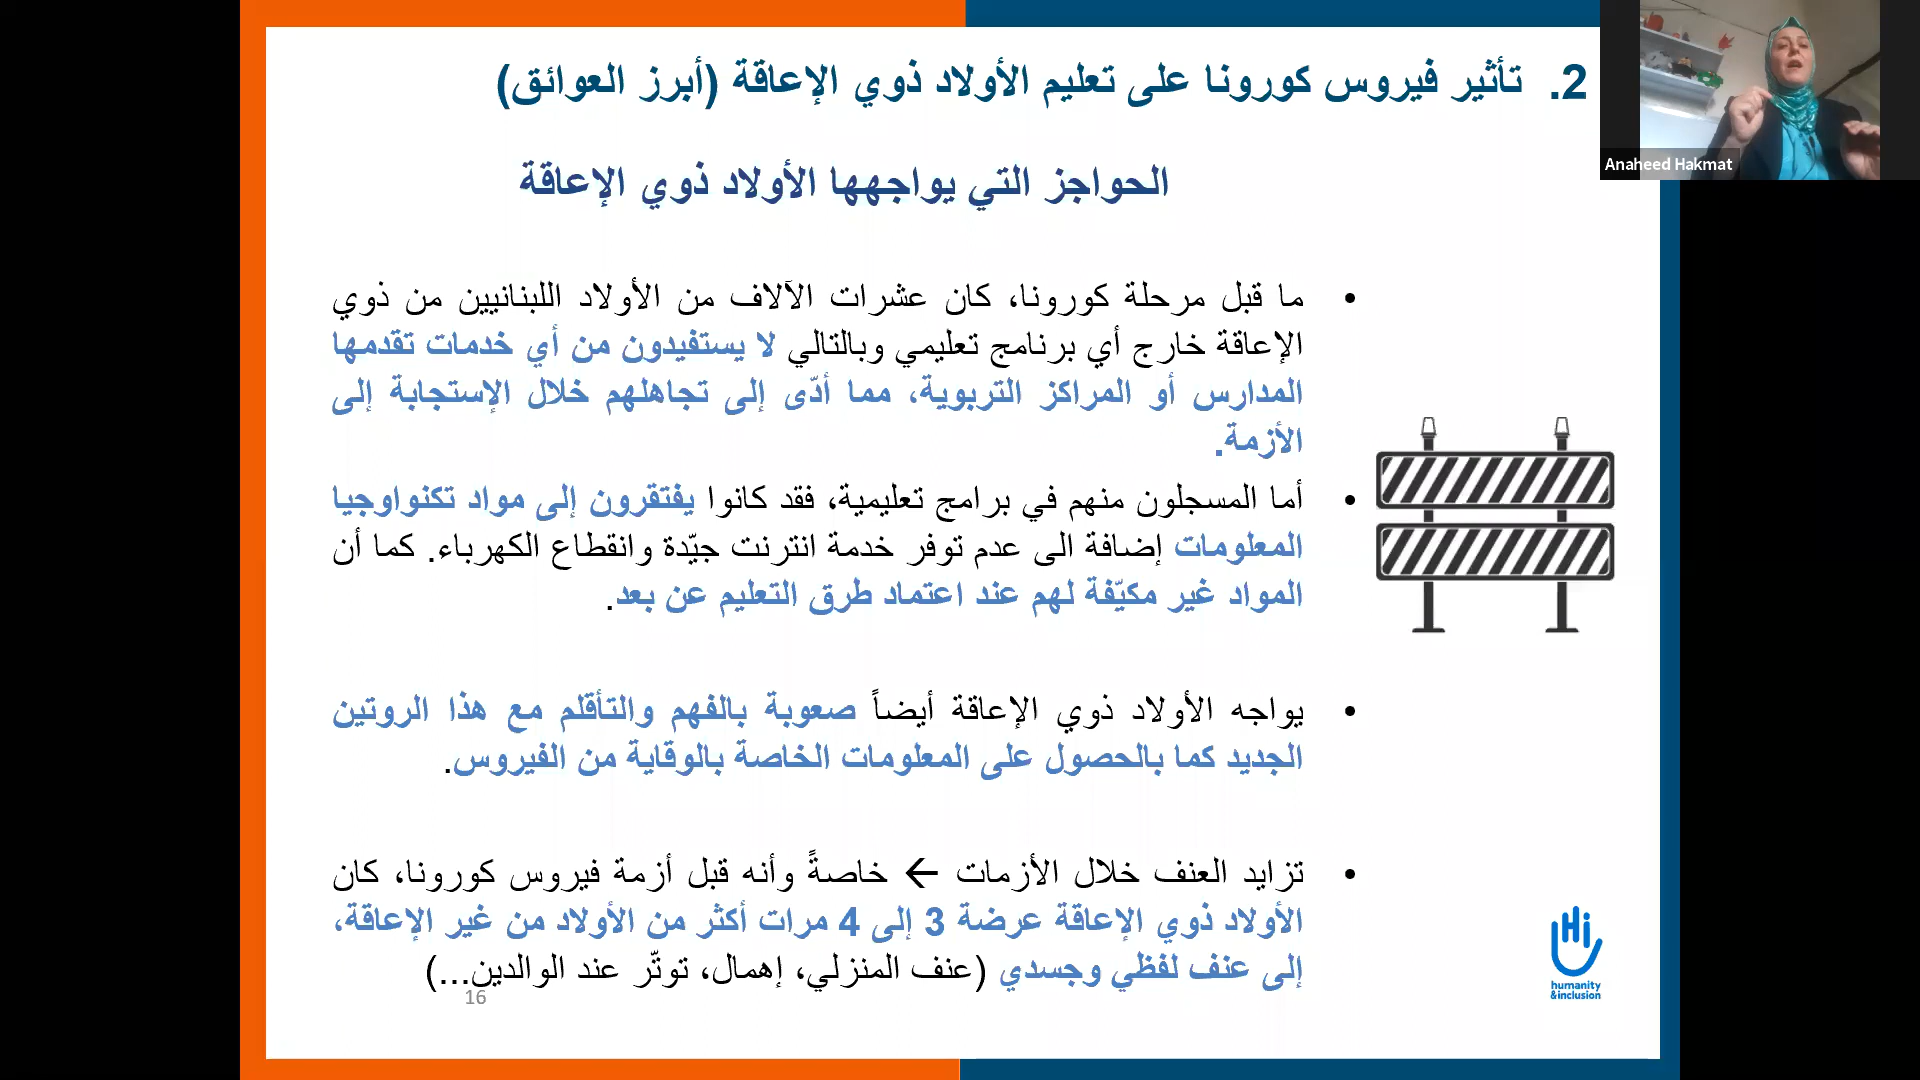 2. تأثير فيروس كورونا على تعليم الأولاد ذوي الإعاقة (أبرز العوائق)
Anaheed Hakmat
الحواجز التي يواجهها الأولاد ذوي الإعاقة
• ما قبل مرحلة كورونا، كان عشرات الآلاف من الأولاد اللبنانيين من ذوي
الإعاقة خارج أي برنامج تعليمي وبالتالي لا يستفيدون من أي خدمات تقدمها
المدارس أو المراكز التربوية، مما أدّى إلى تجاهلهم خلال الإستجابة إلى
الأزمة.
• أما المسجلون منهم في برامج تعليمية، فقد كانوا يفتقرون إلى مواد تكنواوجيا
المعلومات إضافة الى عدم توفر خدمة انترنت جيّدة وانقطاع الكهرباء. كما أن
المواد غير مكيّفة لهم عند اعتماد طرق التعليم عن بعد.
• يواجه الأولاد ذوي الإعاقة أيضاً صعوبة بالفهم والتأقلم مع هذا الروتين
الجديد كما بالحصول على المعلومات الخاصة بالوقاية من الفيروس.
• تزايد العنف خلال الأزمات ← خاصةً وأنه قبل أزمة فيروس كورونا، كان
الأولاد ذوي الإعاقة عرضة 3 إلى 4 مرات أكثر من الأولاد من غير الإعاقة،
إلى عنف لفظي وجسدي (عنف المنزلي، إهمال، توتّر عند الوالدين...)
16
Hi
humanity
&inclusion